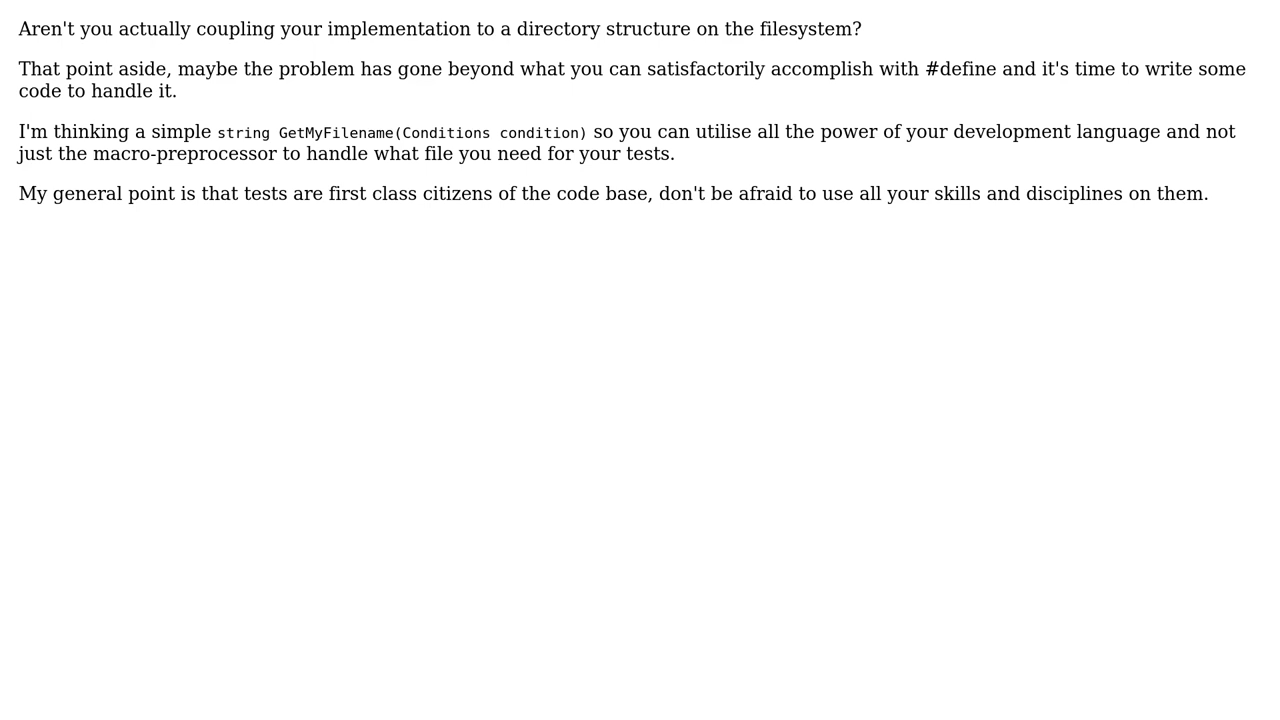 Aren't you actually coupling your implementation to a directory structure on the filesystem?
That point aside, maybe the problem has gone beyond what you can satisfactorily accomplish with #define and it's time to write some
code to handle it.
I'm thinking a simple string GetMyFilename(Conditions condition) so you can utilise all the power of your development language and not
just the macro-preprocessor to handle what file you need for your tests.
My general point is that tests are first class citizens of the code base, don't be afraid to use all your skills and disciplines on them.